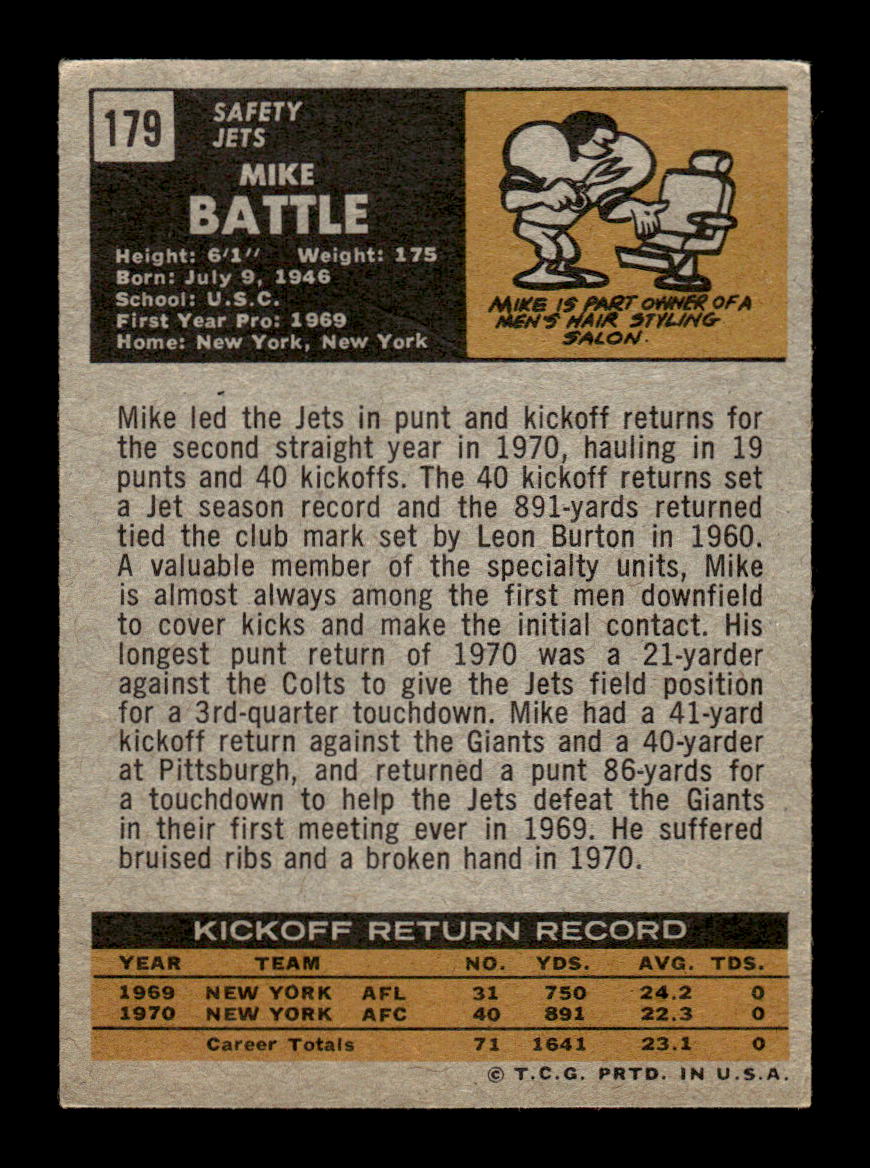 179
SAFETY
JETS
MIKE
BATTLE
Height: 6'1" Weight: 175
Born: July 9, 1946
School: U.S.C.
First Year Pro: 1969
Home: New York, New York
MIKE IS PART OWNER OF A
MEN'S HAIR STYLING
SALON.
Mike led the Jets in punt and kickoff returns for
the second straight year in 1970, hauling in 19
punts and 40 kickoffs. The 40 kickoff returns set
a Jet season record and the 891-yards returned
tied the club mark set by Leon Burton in 1960.
A valuable member of the specialty units, Mike
is almost always among the first men downfield
to cover kicks and make the initial contact. His
longest punt return of 1970 was a 21-yarder
against the Colts to give the Jets field position
for a 3rd-quarter touchdown. Mike had a 41-yard
kickoff return against the Giants and a 40-yarder
at Pittsburgh, and returned a punt 86-yards for
a touchdown to help the Jets defeat the Giants
in their first meeting ever in 1969. He suffered
bruised ribs and a broken hand in 1970.
KICKOFF RETURN RECORD
YEAR TEAM NO. YDS. AVG. TDS.
1969 NEW YORK AFL 31 750 24.2 0
1970 NEW YORK AFC 40 891 22.3 0
Career Totals 71 1641 23.1 0
© T.C.G. PRTD. IN U.S.A.